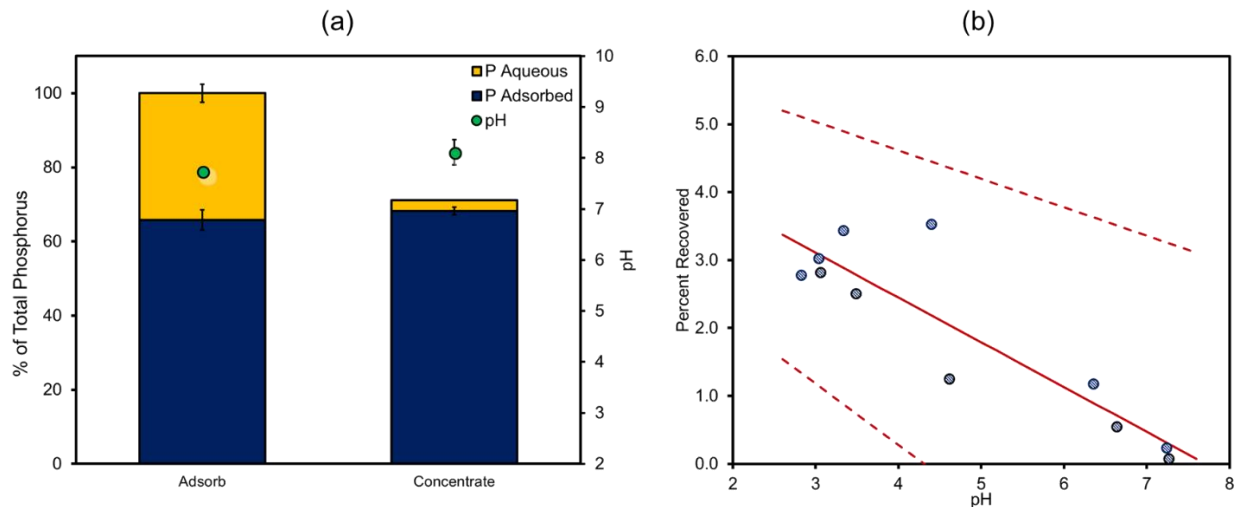 (a)
(b)
P Aqueous
P Adsorbed
pH
% of Total Phosphorus
100
80
60
40
20
0
10
9
8
7
6
5
4
3
2
pH
Adsorb
Concentrate
Percent Recovered
6.0
5.0
4.0
3.0
2.0
1.0
0.0
2
3
4
5
6
7
8
pH